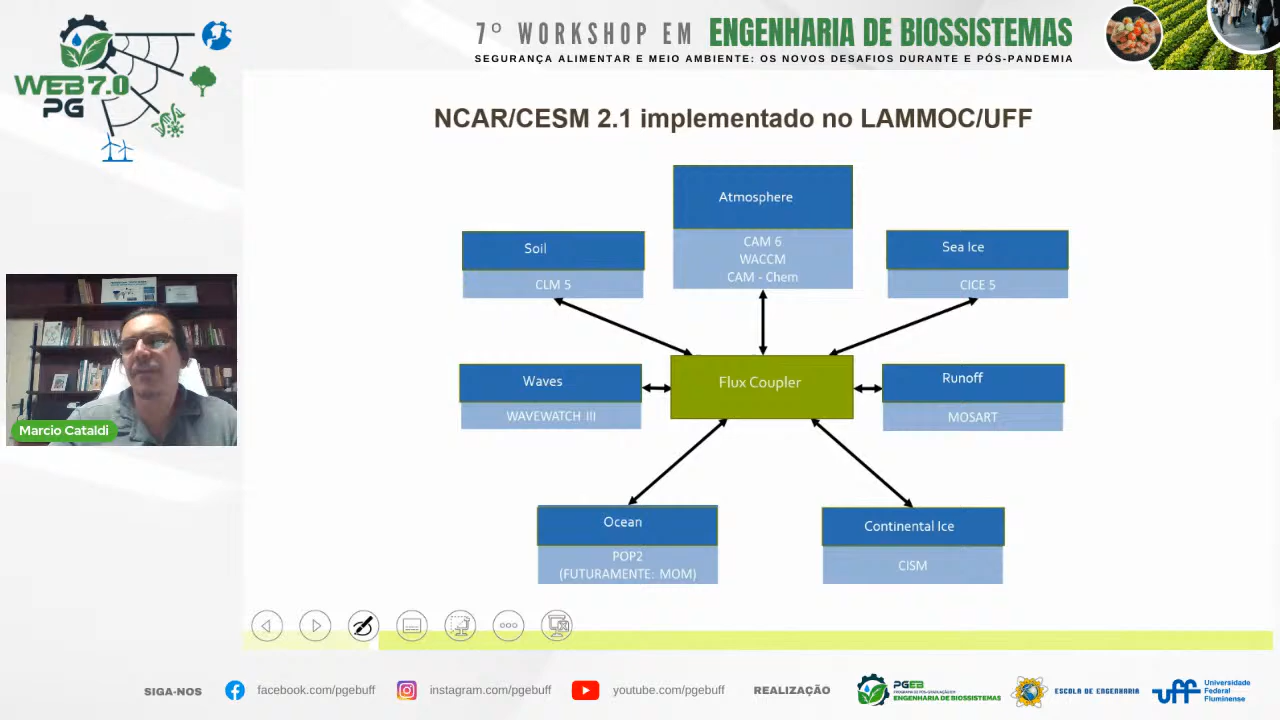 7º WORKSHOP EM ENGENHARIA DE BIOSSISTEMAS
SEGURANÇA ALIMENTAR E MEIO AMBIENTE: OS NOVOS DESAFIOS DURANTE E PÓS-PANDEMIA
WEB 7.0
PG
NCAR/CESM 2.1 implementado no LAMMOC/UFF
Atmosphere
CAM 6
WACCM
CAM - Chem
Soil
CLM 5
Sea Ice
CICE 5
Waves
WAVEWATCH III
Flux Coupler
Runoff
MOSART
Ocean
POP2
(FUTURAMENTE: MOM)
Continental Ice
CISM
Marcio Cataldi
SIGA-NOS
facebook.com/pgebuff
instagram.com/pgebuff
youtube.com/pgebuff
REALIZAÇÃO
PGEB
PROGRAMA DE PÓS-GRADUAÇÃO EM
ENGENHARIA DE BIOSSISTEMAS
ESCOLA DE ENGENHARIA
uff
Universidade
Federal
Fluminense